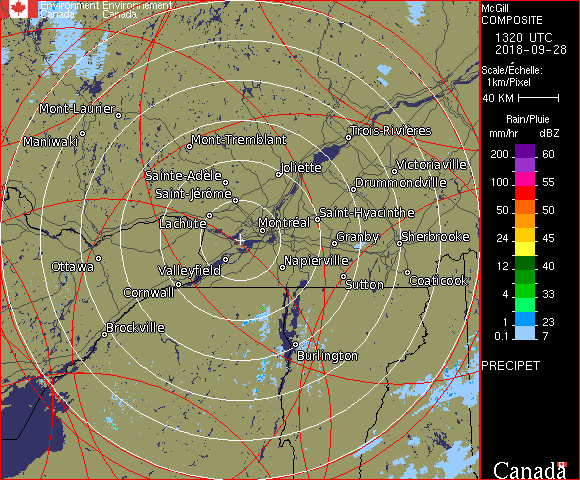 Environment Environnement
Canada Canada
McGill
COMPOSITE
1320 UTC
2018-09-28
Scale/Échelle:
1km/Pixel
40 KM
Rain/Pluie
mm/hr dBZ
200 60
150 57
100 55
50 50
24 45
12 40
4 33
1 23
0.1 7
PRECIPET
Canada
Mont-Laurier
Maniwaki
Mont-Tremblant
Trois-Rivières
Sainte-Adèle
Joliette
Victoriaville
Saint-Jérôme
Drummondville
Lachute
Montréal
Saint-Hyacinthe
Granby
Sherbrooke
Ottawa
Valleyfield
Napierville
Cornwall
Sutton
Coaticook
Brockville
Burlington